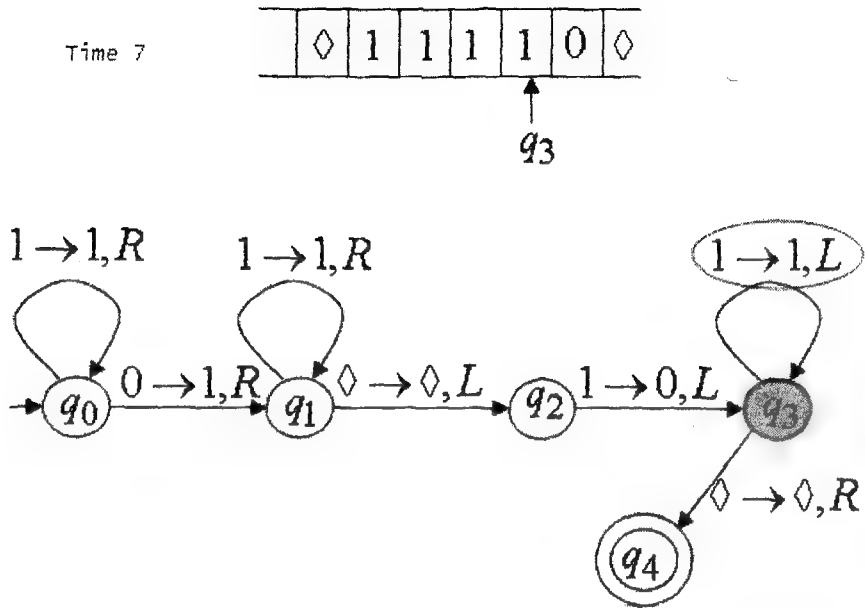 Time 7
◊ 1 1 1 1 0 ◊
q3
1 → 1, R
1 → 1, R
1 → 1, L
q0
0 → 1, R
q1
◊ → ◊, L
q2
1 → 0, L
q3
◊ → ◊, R
q4